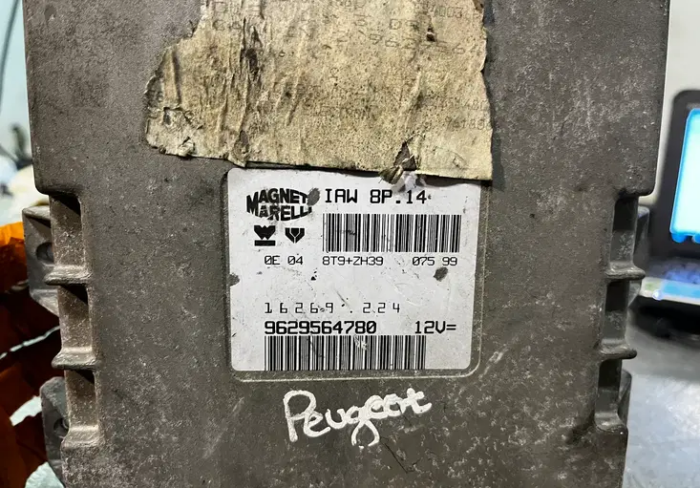 MAGNETI
MARELLI
IAW 8P.14
0E 04 8T9+ZH39 075 99
16269.224
9629564780 12V=
Peugeot